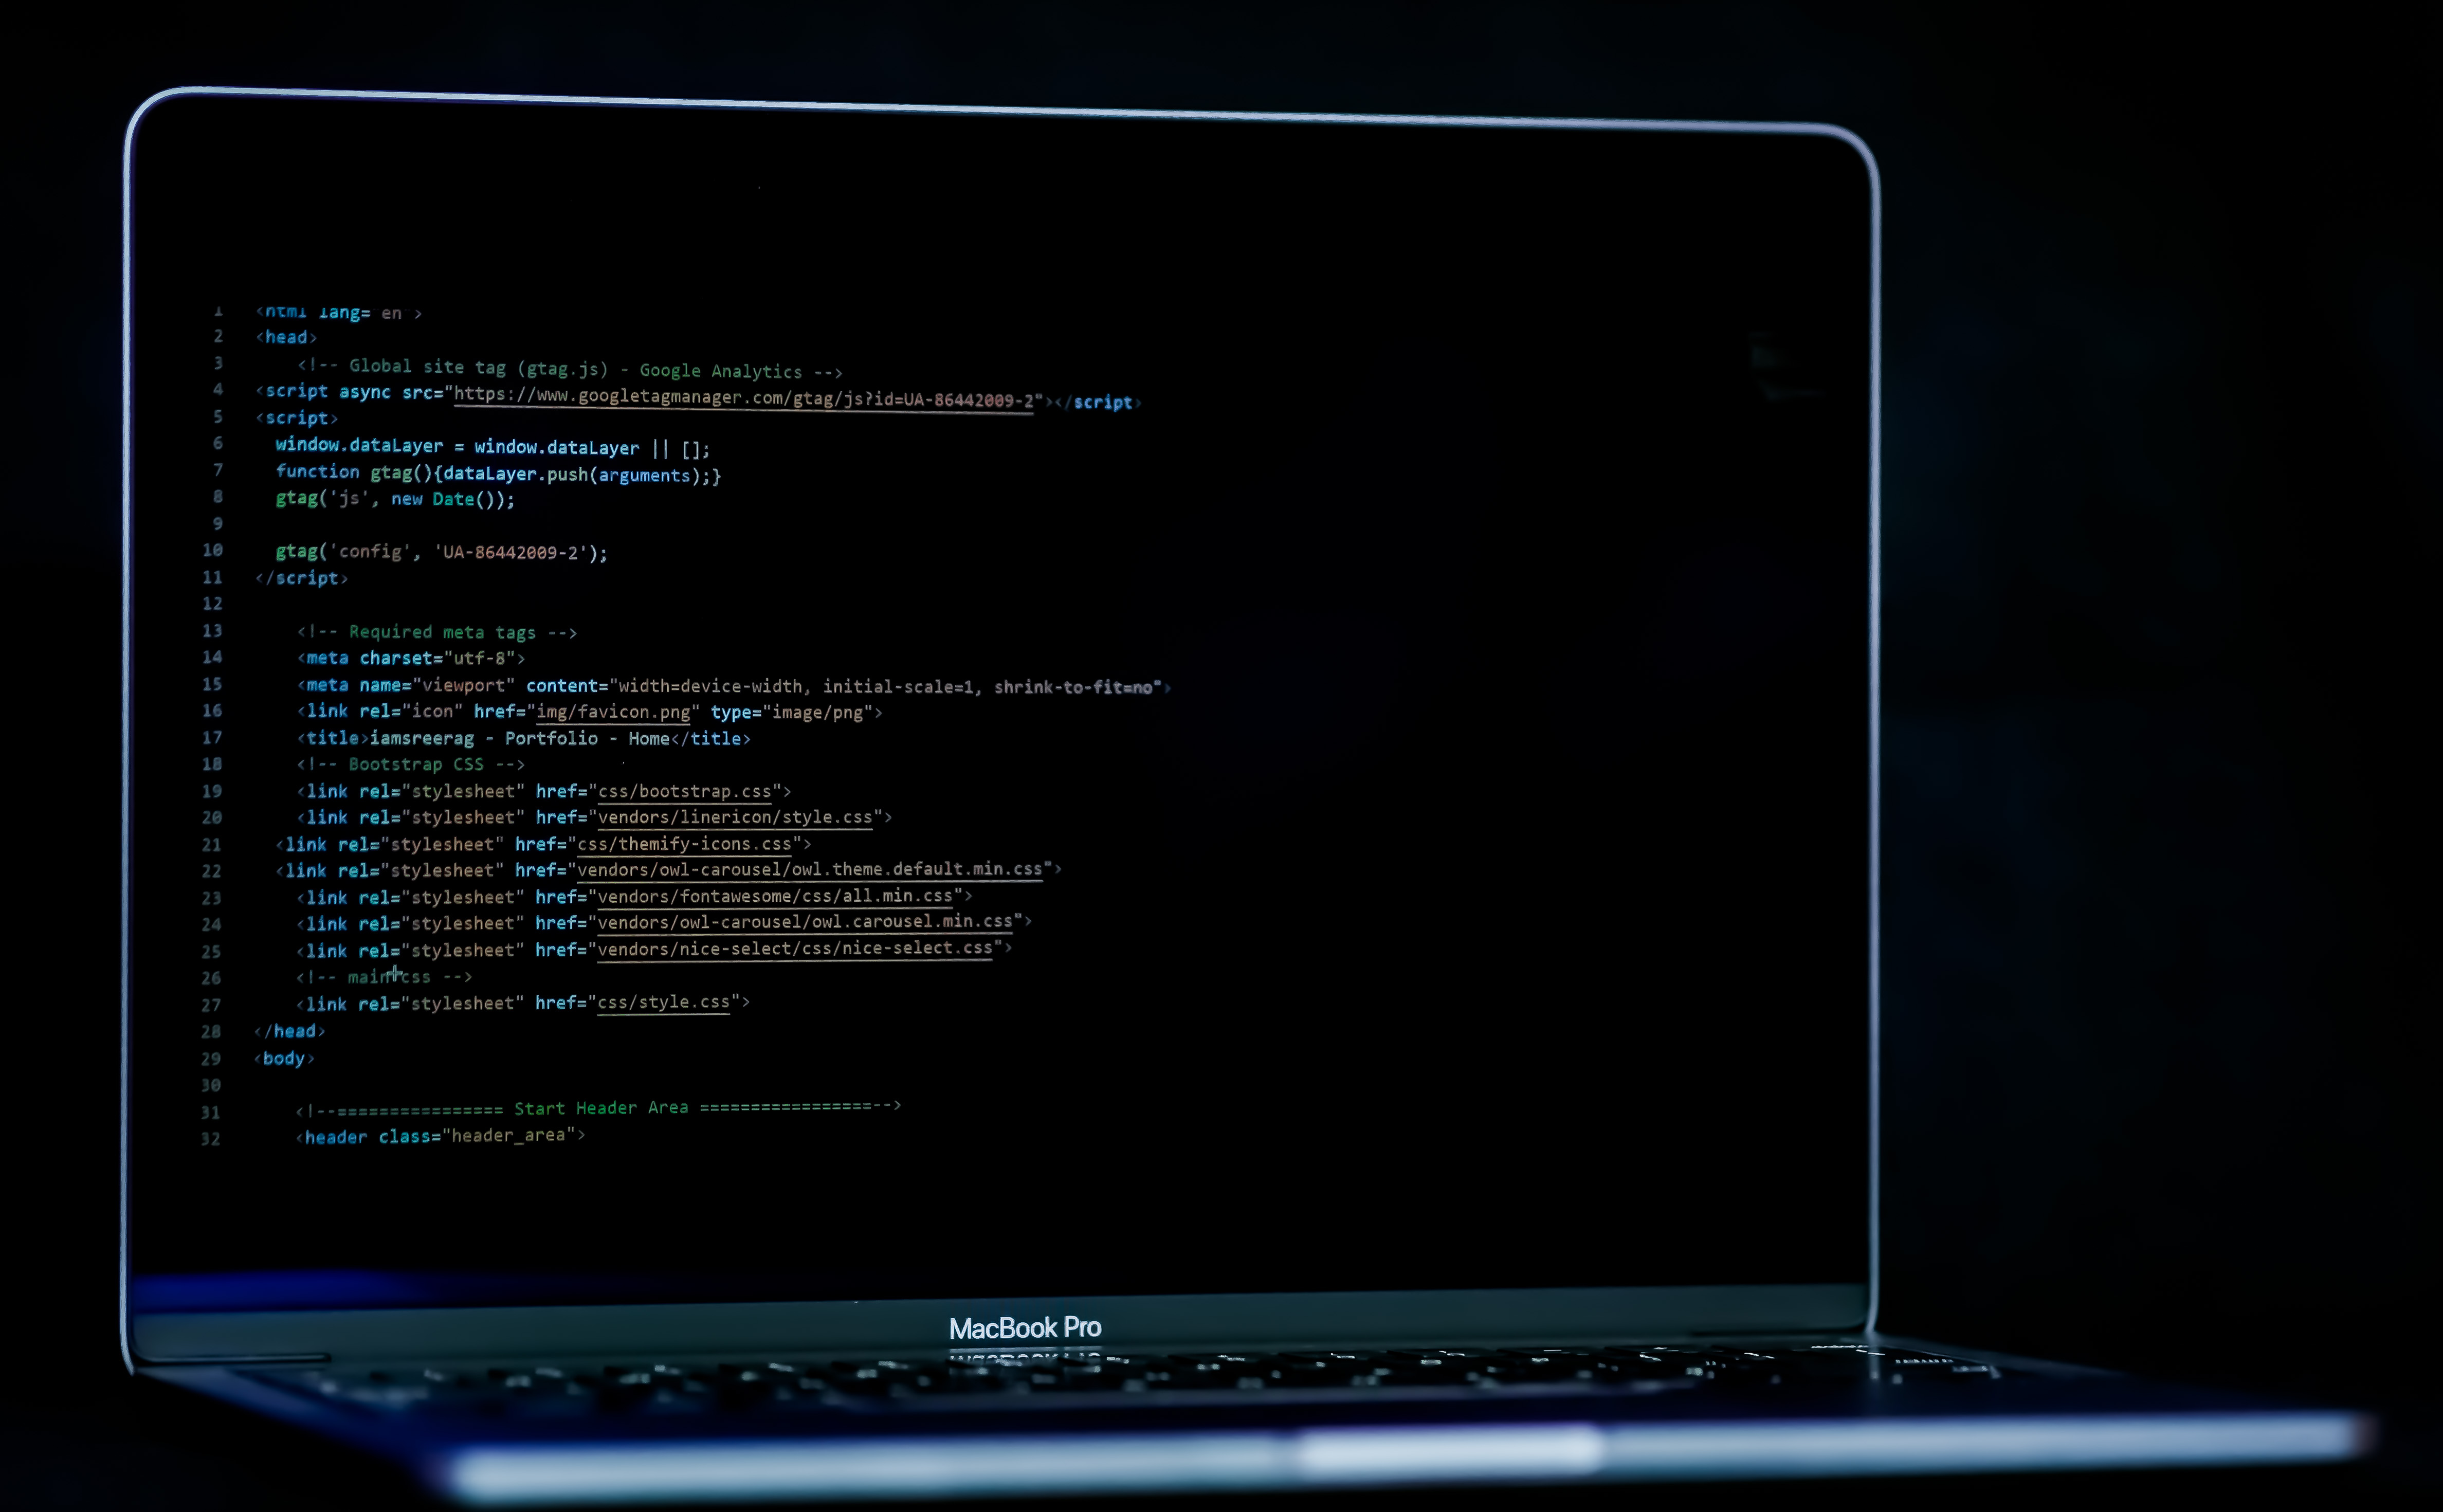 1 <html lang="en">
2 <head>
3 <!-- Global site tag (gtag.js) - Google Analytics -->
4 <script async src="https://www.googletagmanager.com/gtag/js?id=UA-86442009-2"></script>
5 <script>
6 window.dataLayer = window.dataLayer || [];
7 function gtag(){dataLayer.push(arguments);}
8 gtag('js', new Date());
9
10 gtag('config', 'UA-86442009-2');
11 </script>
12
13 <!-- Required meta tags -->
14 <meta charset="utf-8">
15 <meta name="viewport" content="width=device-width, initial-scale=1, shrink-to-fit=no">
16 <link rel="icon" href="img/favicon.png" type="image/png">
17 <title>iamsreerag - Portfolio - Home</title>
18 <!-- Bootstrap CSS -->
19 <link rel="stylesheet" href="css/bootstrap.css">
20 <link rel="stylesheet" href="vendors/linericon/style.css">
21 <link rel="stylesheet" href="css/themify-icons.css">
22 <link rel="stylesheet" href="vendors/owl-carousel/owl.theme.default.min.css">
23 <link rel="stylesheet" href="vendors/fontawesome/css/all.min.css">
24 <link rel="stylesheet" href="vendors/owl-carousel/owl.carousel.min.css">
25 <link rel="stylesheet" href="vendors/nice-select/css/nice-select.css">
26 <!-- main css -->
27 <link rel="stylesheet" href="css/style.css">
28 </head>
29 <body>
30
31 <!--================ Start Header Area =================-->
32 <header class="header_area">
MacBook Pro